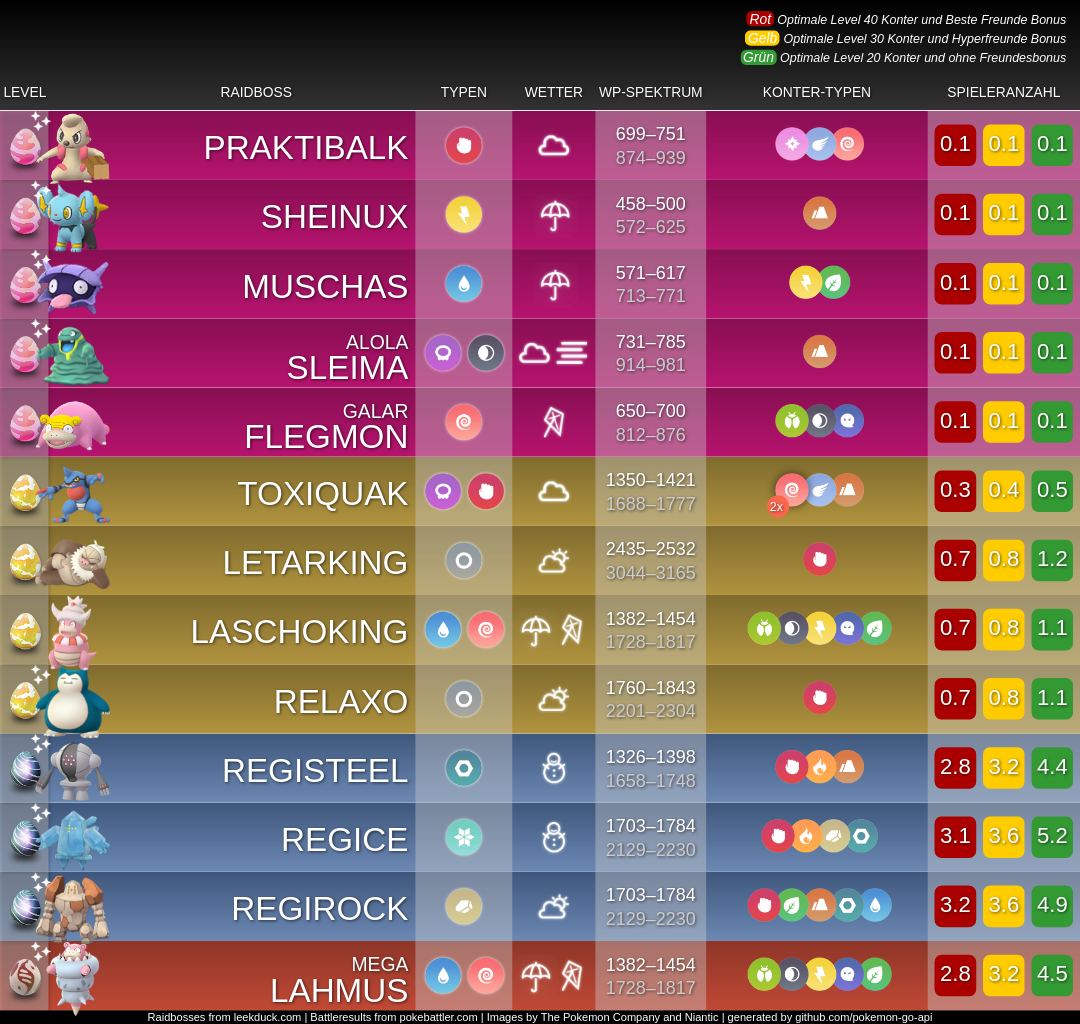 Rot Optimale Level 40 Konter und Beste Freunde Bonus
Gelb Optimale Level 30 Konter und Hyperfreunde Bonus
Grün Optimale Level 20 Konter und ohne Freundesbonus
LEVEL RAIDBOSS TYPEN WETTER WP-SPEKTRUM KONTER-TYPEN SPIELERANZAHL
PRAKTIBALK 699–751 0.1 0.1 0.1
874–939
SHEINUX 458–500 0.1 0.1 0.1
572–625
MUSCHAS 571–617 0.1 0.1 0.1
713–771
ALOLA
SLEIMA 731–785 0.1 0.1 0.1
914–981
GALAR
FLEGMON 650–700 0.1 0.1 0.1
812–876
TOXIQUAK 1350–1421 0.3 0.4 0.5
1688–1777 2x
LETARKING 2435–2532 0.7 0.8 1.2
3044–3165
LASCHOKING 1382–1454 0.7 0.8 1.1
1728–1817
RELAXO 1760–1843 0.7 0.8 1.1
2201–2304
REGISTEEL 1326–1398 2.8 3.2 4.4
1658–1748
REGICE 1703–1784 3.1 3.6 5.2
2129–2230
REGIROCK 1703–1784 3.2 3.6 4.9
2129–2230
MEGA
LAHMUS 1382–1454 2.8 3.2 4.5
1728–1817
Raidbosses from leekduck.com | Battleresults from pokebattler.com | Images by The Pokemon Company and Niantic | generated by github.com/pokemon-go-api